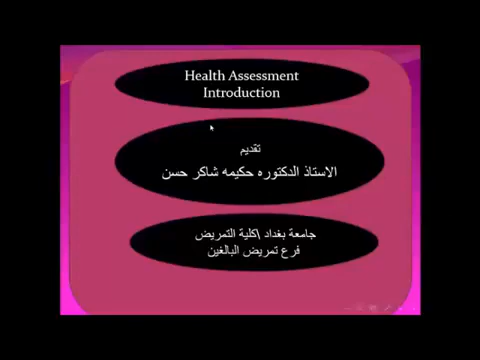 Health Assessment
Introduction
تقديم
الاستاذ الدكتوره حكيمه شاكر حسن
جامعة بغداد \كلية التمريض
فرع تمريض البالغين